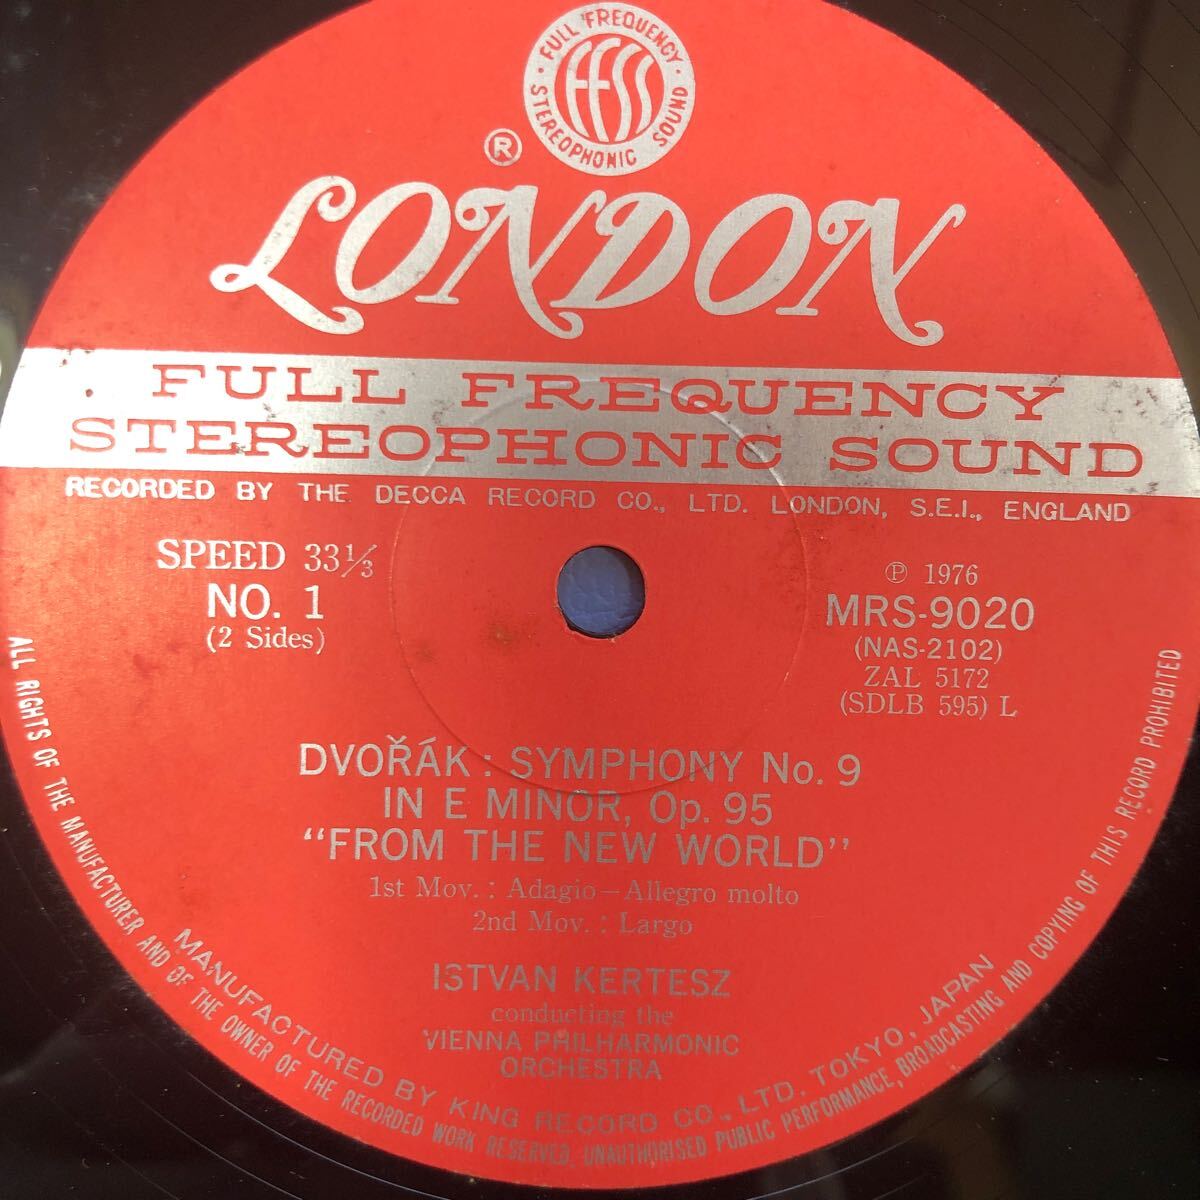 · FULL FREQUENCY ·
STEREOPHONIC SOUND
FFSS
®
LONDON
FULL FREQUENCY
STEREOPHONIC SOUND
RECORDED BY THE DECCA RECORD CO., LTD. LONDON, S.E.I., ENGLAND
SPEED 33⅓
NO. 1
(2 Sides)
℗ 1976
MRS-9020
(NAS-2102)
ZAL 5172
(SDLB 595) L
DVOŘÁK : SYMPHONY No. 9
IN E MINOR, Op. 95
“FROM THE NEW WORLD”
1st Mov. : Adagio — Allegro molto
2nd Mov. : Largo
ISTVAN KERTESZ
conducting the
VIENNA PHILHARMONIC
ORCHESTRA
MANUFACTURED BY KING RECORD CO., LTD. TOKYO, JAPAN
ALL RIGHTS OF THE MANUFACTURER AND OF THE OWNER OF THE RECORDED WORK RESERVED. UNAUTHORISED PUBLIC PERFORMANCE, BROADCASTING AND COPYING OF THIS RECORD PROHIBITED